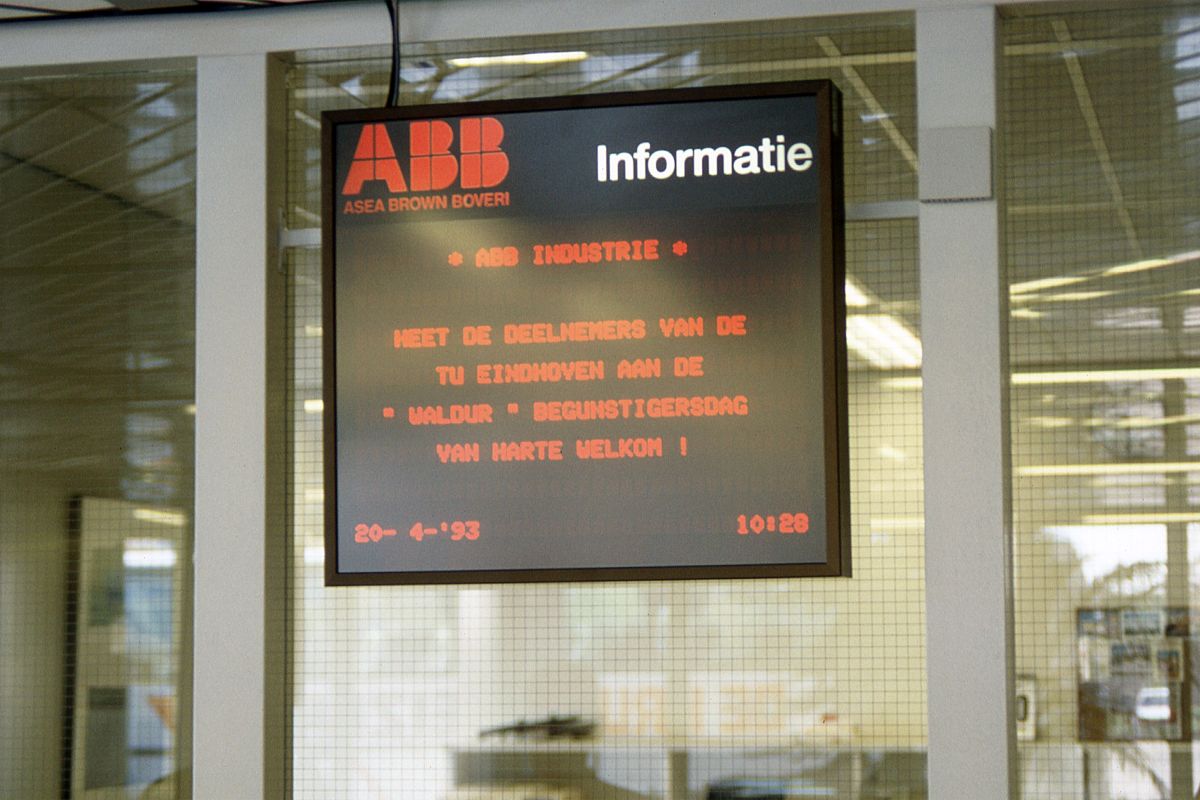 ABB
ASEA BROWN BOVERI
Informatie
* ABB INDUSTRIE *
HEET DE DEELNEMERS VAN DE
TU EINDHOVEN AAN DE
" WALDUR " BEGUNSTIGERSDAG
VAN HARTE WELKOM !
20- 4-'93
10:28